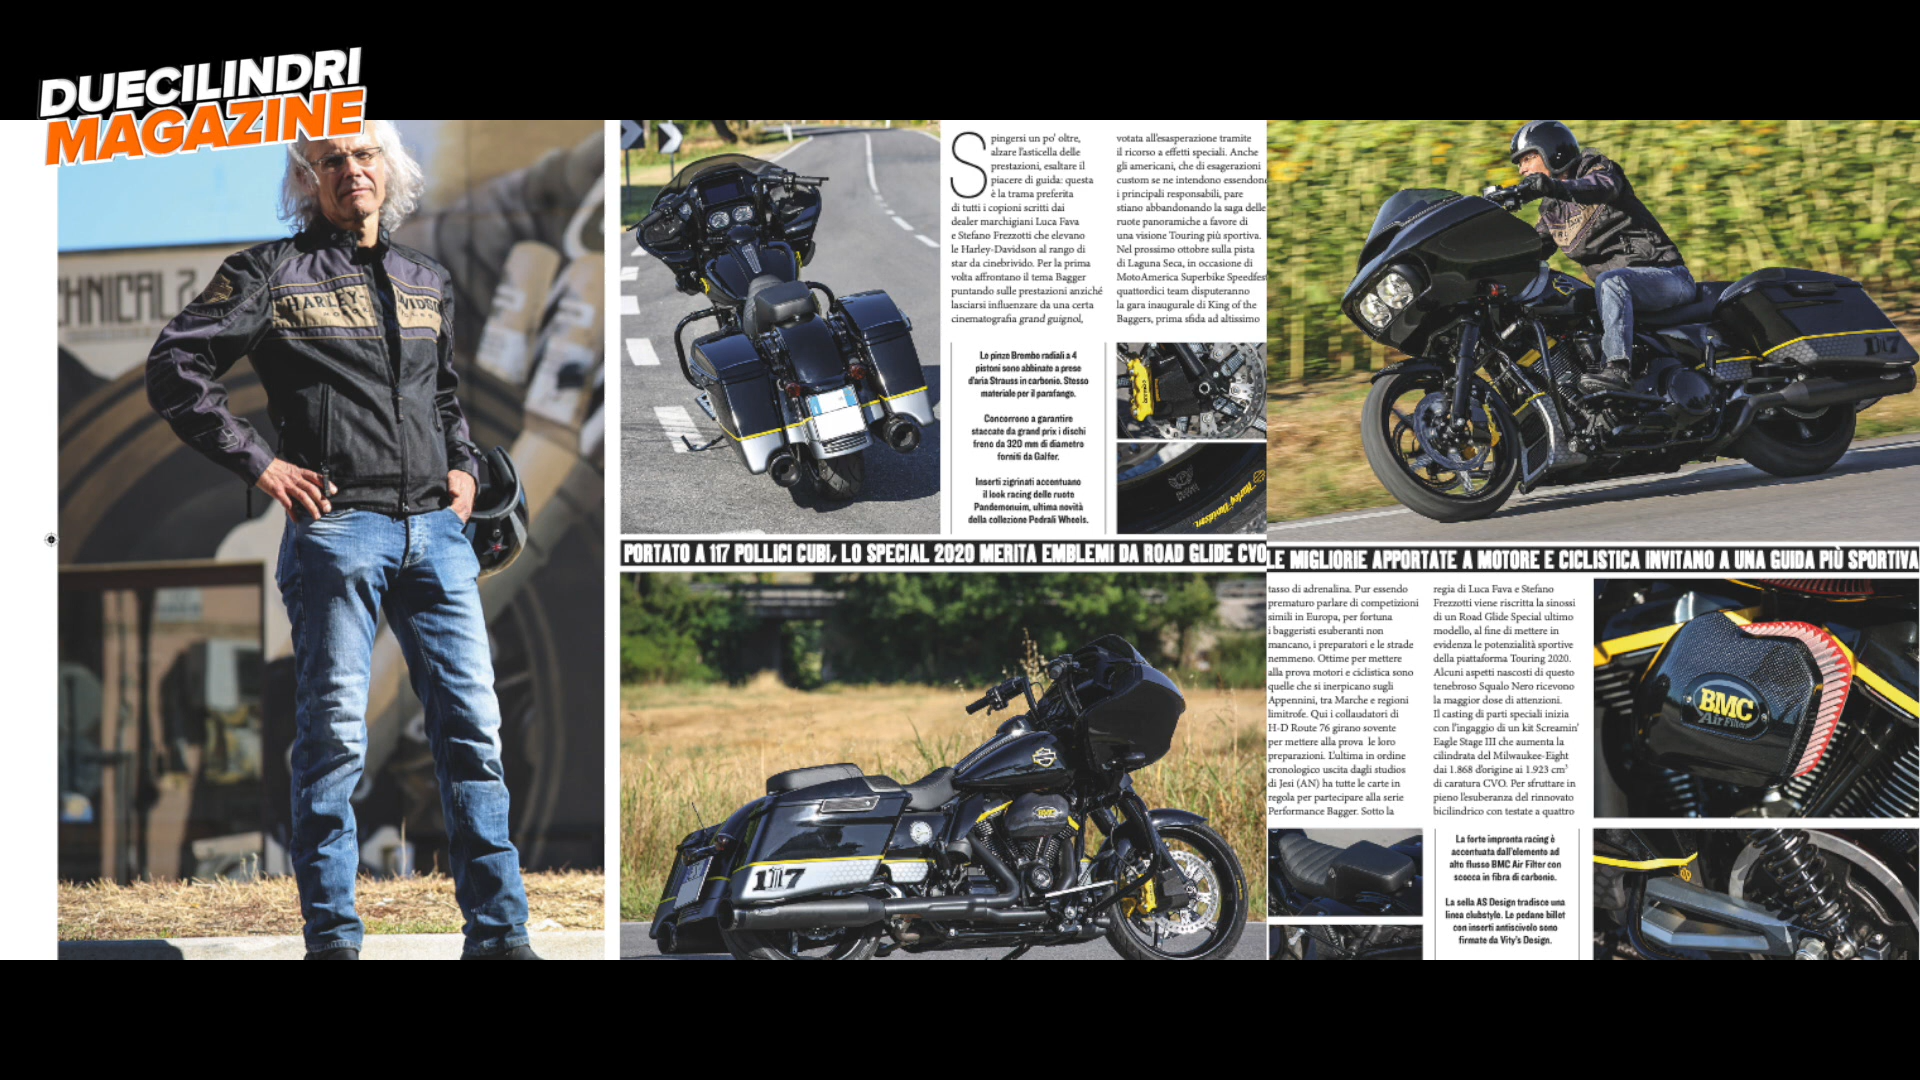 DUECILINDRI
MAGAZINE
HARLEY-DAVIDSON
Spingersi un po' oltre,
alzare l'asticella delle
prestazioni, esaltare il
piacere di guida: questa
è la trama preferita
di tutti i copioni scritti dai
dealer marchigiani Luca Fava
e Stefano Frezzotti che elevano
le Harley-Davidson al rango di
star da cinebrivido. Per la prima
volta affrontano il tema Bagger
puntando sulle prestazioni anziché
lasciarsi influenzare da una certa
cinematografia grand guignol,
votata all'esasperazione tramite
il ricorso a effetti speciali. Anche
gli americani, che di esagerazioni
custom se ne intendono essendone
i principali responsabili, pare
stiano abbandonando la saga delle
ruote panoramiche a favore di
una visione Touring più sportiva.
Nel prossimo ottobre sulla pista
di Laguna Seca, in occasione di
MotoAmerica Superbike Speedfest
quattordici team disputeranno
la gara inaugurale di King of the
Baggers, prima sfida ad altissimo
Le pinze Brembo radiali a 4
pistoni sono abbinate a prese
d'aria Strauss in carbonio. Stesso
materiale per il parafango.
Concorrono a garantire
staccate da grand prix i dischi
freno da 320 mm di diametro
forniti da Galfer.
Inserti zigrinati accentuano
il look racing delle ruote
Pandemonuim, ultima novità
della collezione Pedrali Wheels.
Harley-Davidson
PORTATO A 117 POLLICI CUBI, LO SPECIAL 2020 MERITA EMBLEMI DA ROAD GLIDE CVO
117
117
LE MIGLIORIE APPORTATE A MOTORE E CICLISTICA INVITANO A UNA GUIDA PIÙ SPORTIVA
tasso di adrenalina. Pur essendo
prematuro parlare di competizioni
simili in Europa, per fortuna
i baggeristi esuberanti non
mancano, i preparatori e le strade
nemmeno. Ottime per mettere
alla prova motori e ciclistica sono
quelle che si inerpicano sugli
Appennini, tra Marche e regioni
limitrofe. Qui i collaudatori di
H-D Route 76 girano sovente
per mettere alla prova le loro
preparazioni. L'ultima in ordine
cronologico uscita dagli studios
di Jesi (AN) ha tutte le carte in
regola per partecipare alla serie
Performance Bagger. Sotto la
regia di Luca Fava e Stefano
Frezzotti viene riscritta la sinossi
di un Road Glide Special ultimo
modello, al fine di mettere in
evidenza le potenzialità sportive
della piattaforma Touring 2020.
Alcuni aspetti nascosti di questo
tenebroso Squalo Nero ricevono
la maggior dose di attenzioni.
Il casting di parti speciali inizia
con l'ingaggio di un kit Screamin'
Eagle Stage III che aumenta la
cilindrata del Milwaukee-Eight
dai 1.868 d'origine ai 1.923 cm³
di caratura CVO. Per sfruttare in
pieno l'esuberanza del rinnovato
bicilindrico con testate a quattro
BMC
Air Filter
La forte impronta racing è
accentuata dall'elemento ad
alto flusso BMC Air Filter con
scocca in fibra di carbonio.
La sella AS Design tradisce una
linea clubstyle. Le pedane billet
con inserti antiscivolo sono
firmate da Vity's Design.